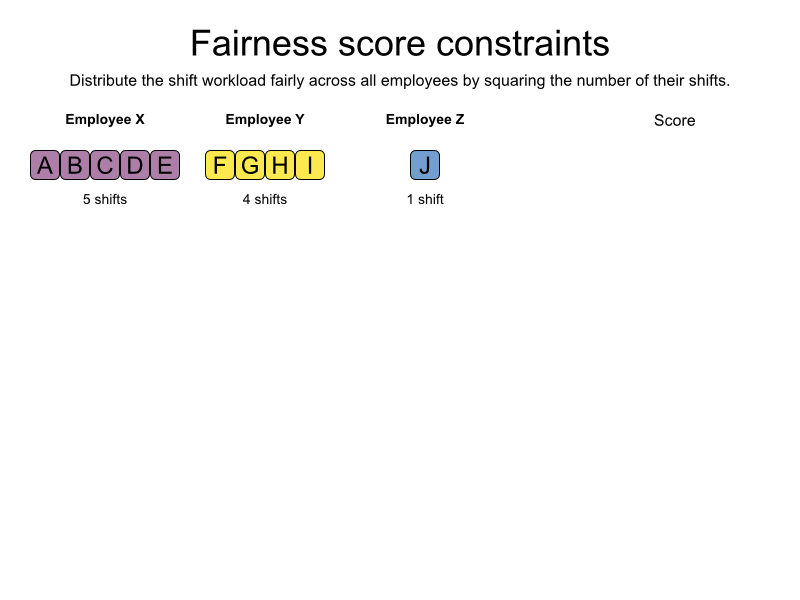 Fairness score constraints
Distribute the shift workload fairly across all employees by squaring the number of their shifts.
Employee X Employee Y Employee Z Score
A B C D E F G H I J
5 shifts 4 shifts 1 shift